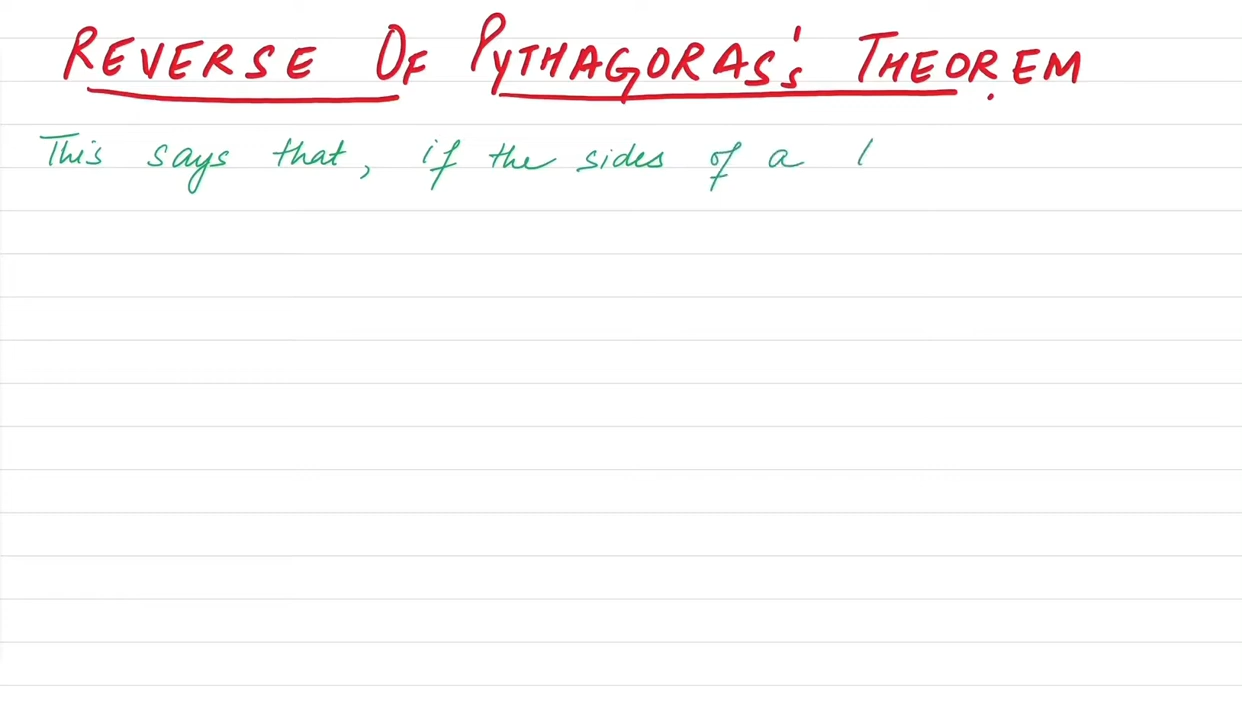 REVERSE OF PYTHAGORAS's THEOREM
This says that, if the sides of a